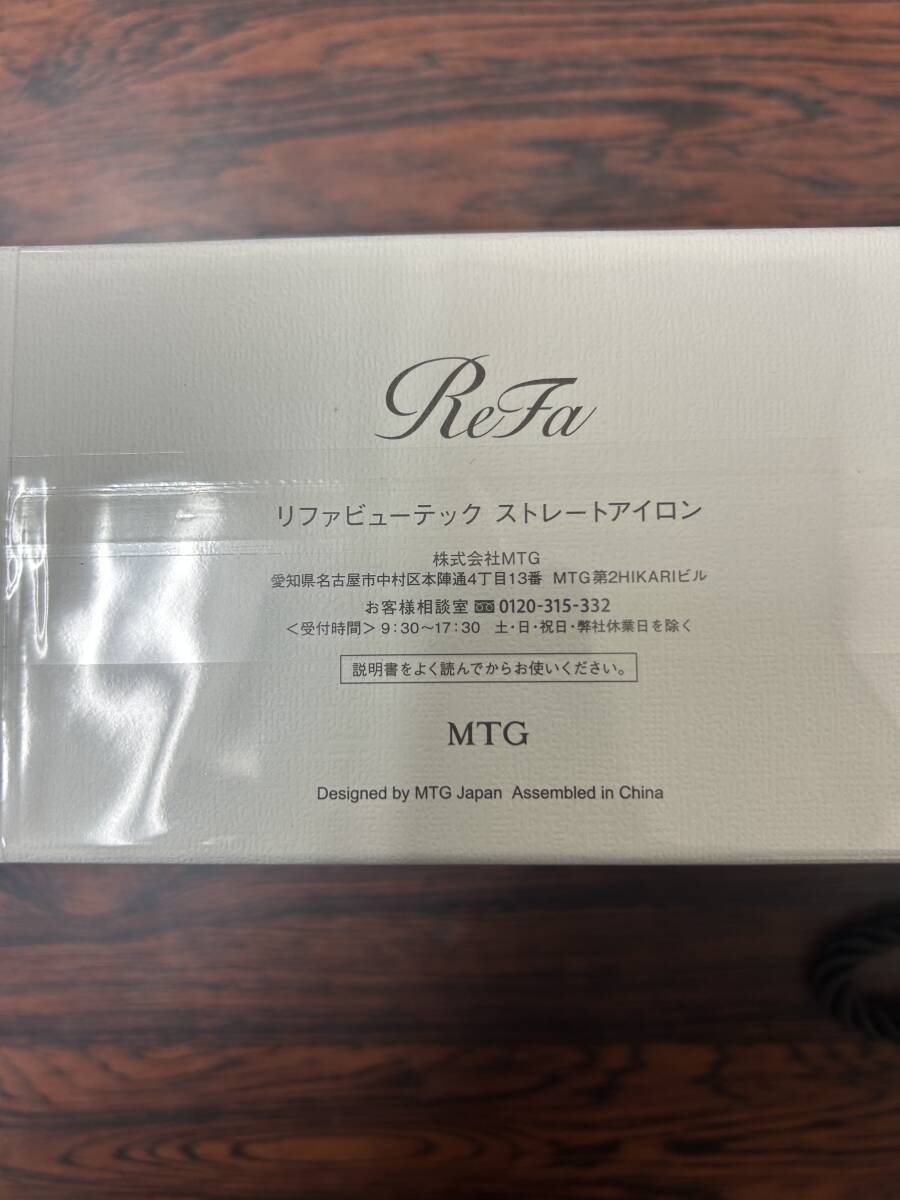 ReFa
リファビューテック ストレートアイロン
株式会社MTG
愛知県名古屋市中村区本陣通4丁目13番 MTG第2HIKARIビル
お客様相談室 0120-315-332
<受付時間>9:30〜17:30 土・日・祝日・弊社休業日を除く
説明書をよく読んでからお使いください。
MTG
Designed by MTG Japan Assembled in China